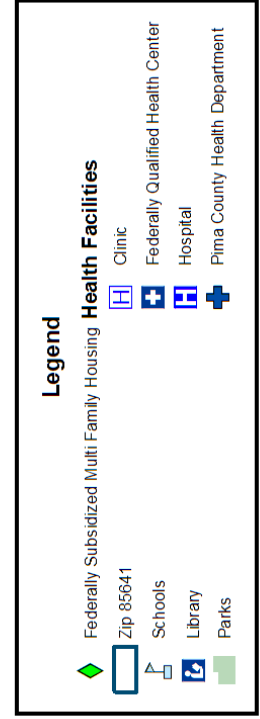 Legend
Federally Subsidized Multi Family Housing
Zip 85641
Schools
Library
Parks
Health Facilities
Clinic
Federally Qualified Health Center
Hospital
Pima County Health Department